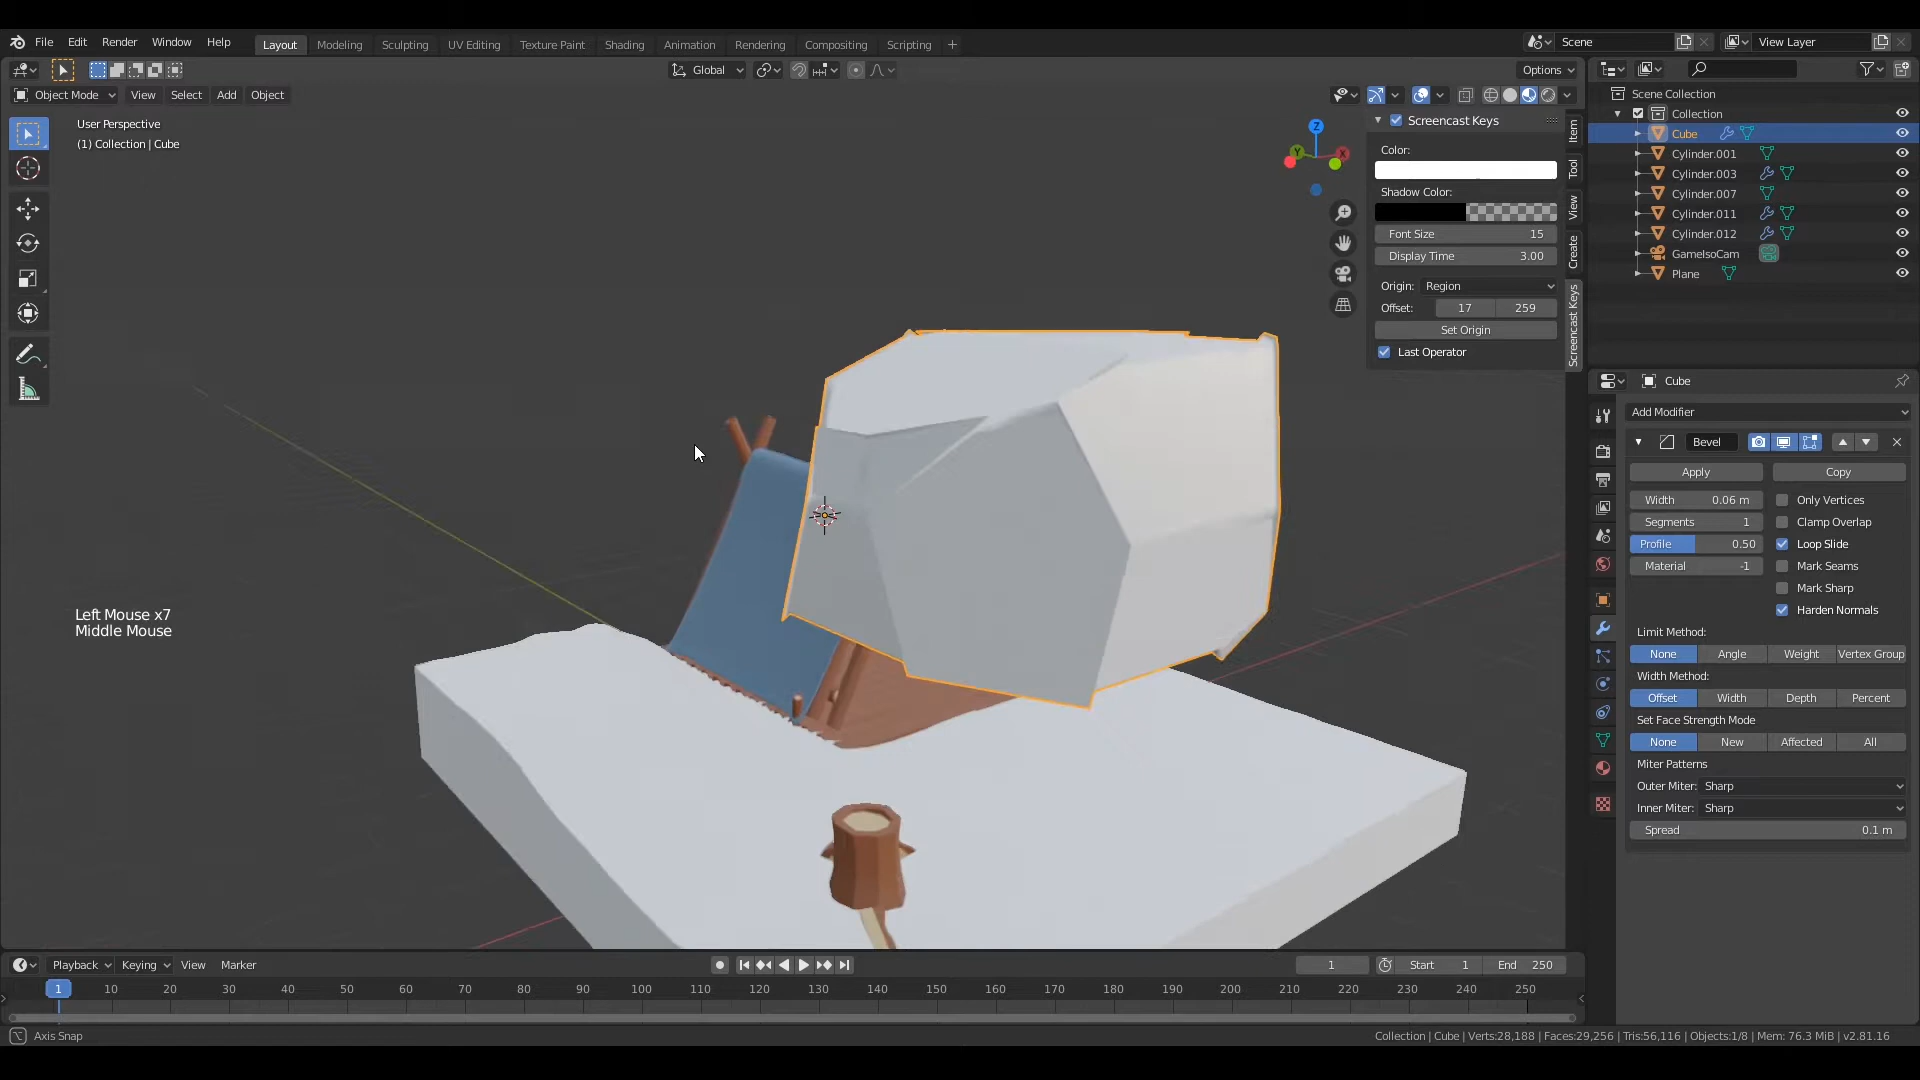 File Edit Render Window Help Layout Modeling Sculpting UV Editing Texture Paint Shading Animation Rendering Compositing Scripting + Scene View Layer
Global Options
Object Mode View Select Add Object
User Perspective
(1) Collection | Cube
Screencast Keys
Color:
Shadow Color:
Font Size 15
Display Time 3.00
Origin: Region
Offset: 17 259
Set Origin
Last Operator
Item
Tool
View
Create
Screencast Keys
Z
Y
X
Left Mouse x7
Middle Mouse
Scene Collection
Collection
Cube
Cylinder.001
Cylinder.003
Cylinder.007
Cylinder.011
Cylinder.012
GameIsoCam
Plane
Cube
Add Modifier
Bevel
Apply Copy
Width 0.06 m Only Vertices
Segments 1 Clamp Overlap
Profile 0.50 Loop Slide
Material -1 Mark Seams
Mark Sharp
Harden Normals
Limit Method:
None Angle Weight Vertex Group
Width Method:
Offset Width Depth Percent
Set Face Strength Mode
None New Affected All
Miter Patterns
Outer Miter: Sharp
Inner Miter: Sharp
Spread 0.1 m
Playback Keying View Marker 1 Start 1 End 250
1 10 20 30 40 50 60 70 80 90 100 110 120 130 140 150 160 170 180 190 200 210 220 230 240 250
Axis Snap Collection | Cube | Verts:28,188 | Faces:29,256 | Tris:56,116 | Objects:1/8 | Mem: 76.3 MiB | v2.81.16